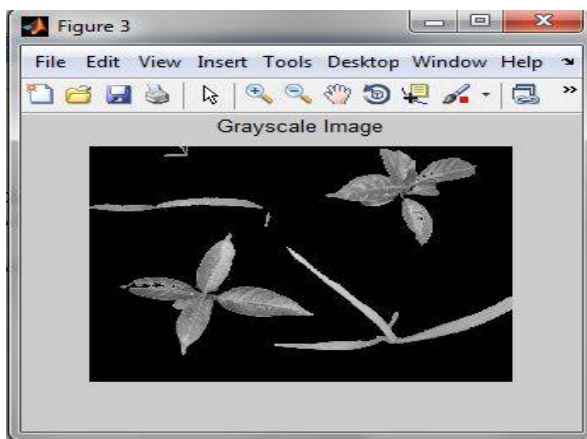 Figure 3
File Edit View Insert Tools Desktop Window Help
Grayscale Image